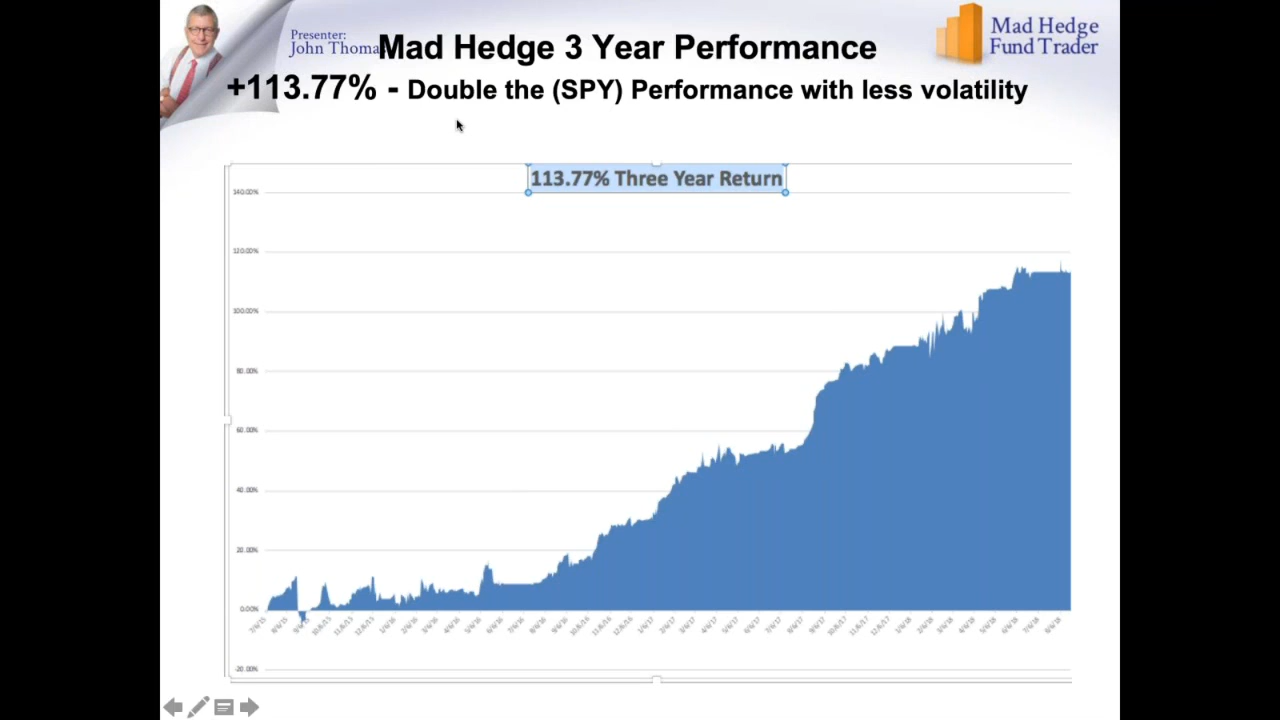 Presenter:
John Thoma
Mad Hedge 3 Year Performance
Mad Hedge
Fund Trader
+113.77% - Double the (SPY) Performance with less volatility
113.77% Three Year Return
140.00%
120.00%
100.00%
80.00%
60.00%
40.00%
20.00%
0.00%
-20.00%